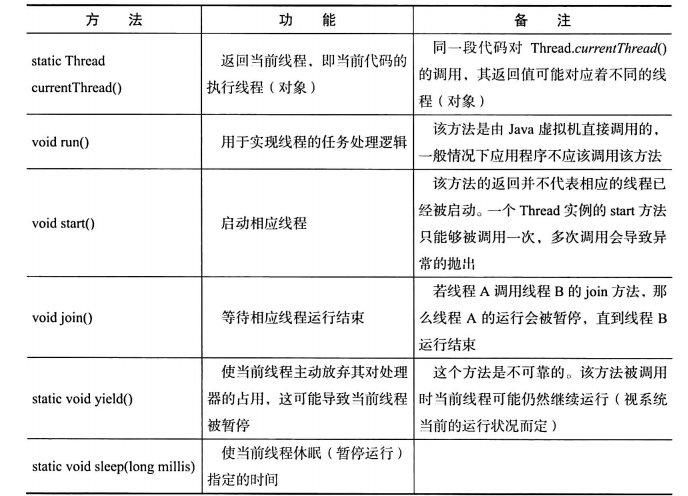 方 法 功 能 备 注
static Thread
currentThread()
返回当前线程，即当前代码的
执行线程（对象）
同一段代码对 Thread.currentThread()
的调用，其返回值可能对应着不同的线
程（对象）
void run()
用于实现线程的任务处理逻辑
该方法是由 Java 虚拟机直接调用的，
一般情况下应用程序不应该调用该方法
void start()
启动相应线程
该方法的返回并不代表相应的线程已
经被启动。一个 Thread 实例的 start 方法
只能够被调用一次，多次调用会导致异
常的抛出
void join()
等待相应线程运行结束
若线程 A 调用线程 B 的 join 方法，那
么线程 A 的运行会被暂停，直到线程 B
运行结束
static void yield()
使当前线程主动放弃其对处理
器的占用，这可能导致当前线程
被暂停
这个方法是不可靠的。该方法被调用
时当前线程可能仍然继续运行（视系统
当前的运行状况而定）
static void sleep(long millis)
使当前线程休眠（暂停运行）
指定的时间